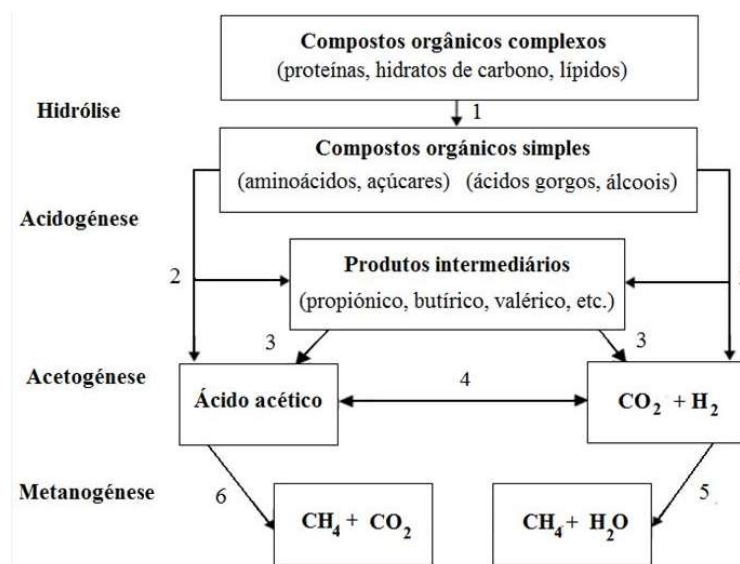 Compostos orgânicos complexos
(proteínas, hidratos de carbono, lípidos)
Hidrólise
1
Compostos orgánicos simples
(aminoácidos, açúcares) (ácidos gorgos, álcoois)
Acidogénese
2
Produtos intermediários
(propiónico, butírico, valérico, etc.)
3
3
Acetogénese
Ácido acético
4
CO2 + H2
Metanogénese
6
5
CH4 + CO2
CH4 + H2O